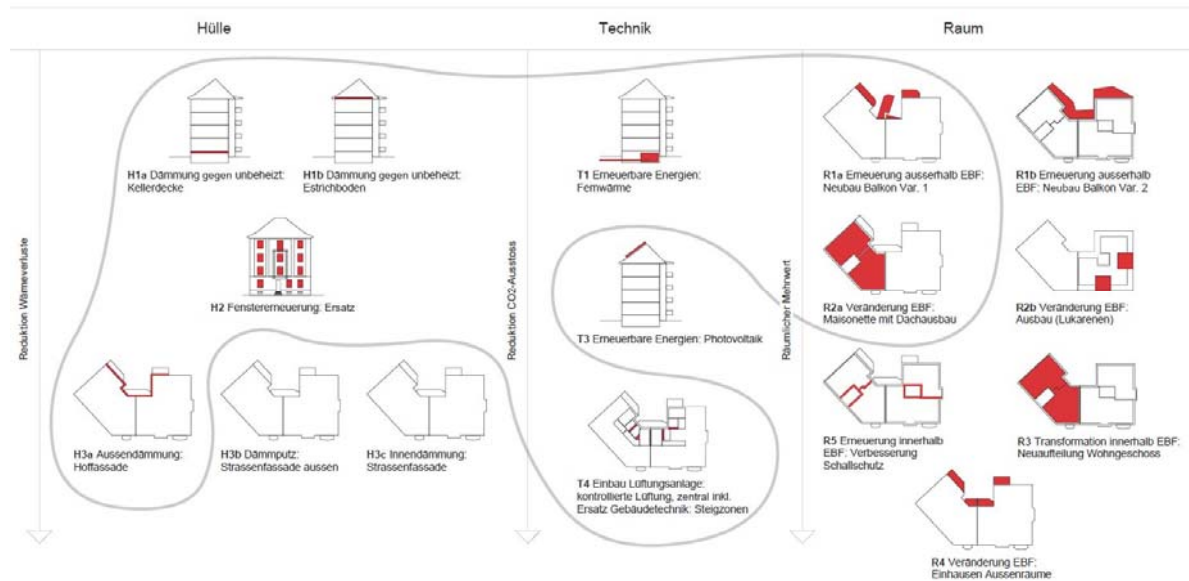 Hülle
Technik
Raum
Reduktion Wärmeverluste
H1a Dämmung gegen unbeheizt:
Kellerdecke
H1b Dämmung gegen unbeheizt:
Estrichboden
H2 Fenstererneuerung: Ersatz
H3a Aussendämmung:
Hoffassade
H3b Dämmputz:
Strassenfassade aussen
H3c Innendämmung:
Strassenfassade
Reduktion CO2-Ausstoss
T1 Erneuerbare Energien:
Fernwärme
T3 Erneuerbare Energien: Photovoltaik
T4 Einbau Lüftungsanlage:
kontrollierte Lüftung, zentral inkl.
Ersatz Gebäudetechnik: Steigzonen
Räumlicher Mehrwert
R1a Erneuerung ausserhalb EBF:
Neubau Balkon Var. 1
R1b Erneuerung ausserhalb
EBF: Neubau Balkon Var. 2
R2a Veränderung EBF:
Maisonette mit Dachausbau
R2b Veränderung EBF:
Ausbau (Lukarenen)
R5 Erneuerung innerhalb
EBF: Verbesserung
Schallschutz
R3 Transformation innerhalb EBF:
Neuaufteilung Wohngeschoss
R4 Veränderung EBF:
Einhausen Aussenräume